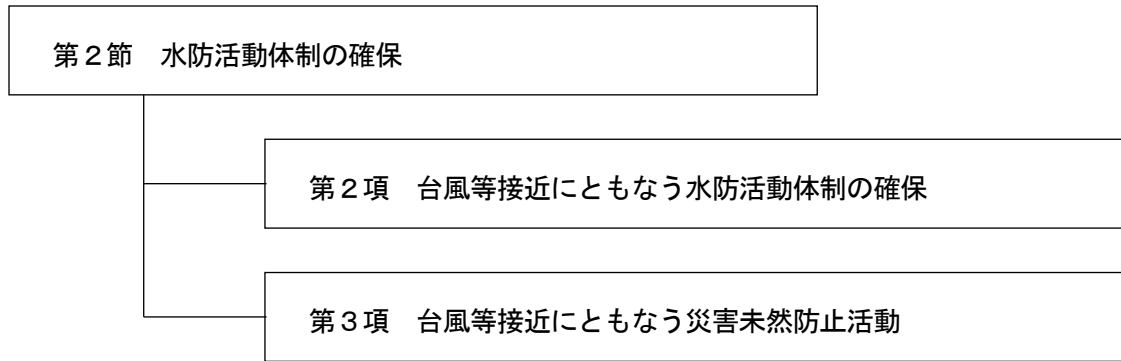 第２節　水防活動体制の確保
第２項　台風等接近にともなう水防活動体制の確保
第３項　台風等接近にともなう災害未然防止活動